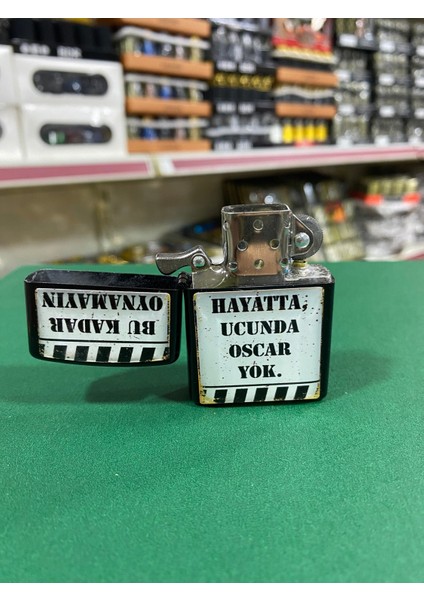 BU KADAR
OYNAMAYIN
HAYATTA,
UCUNDA
OSCAR
YOK.